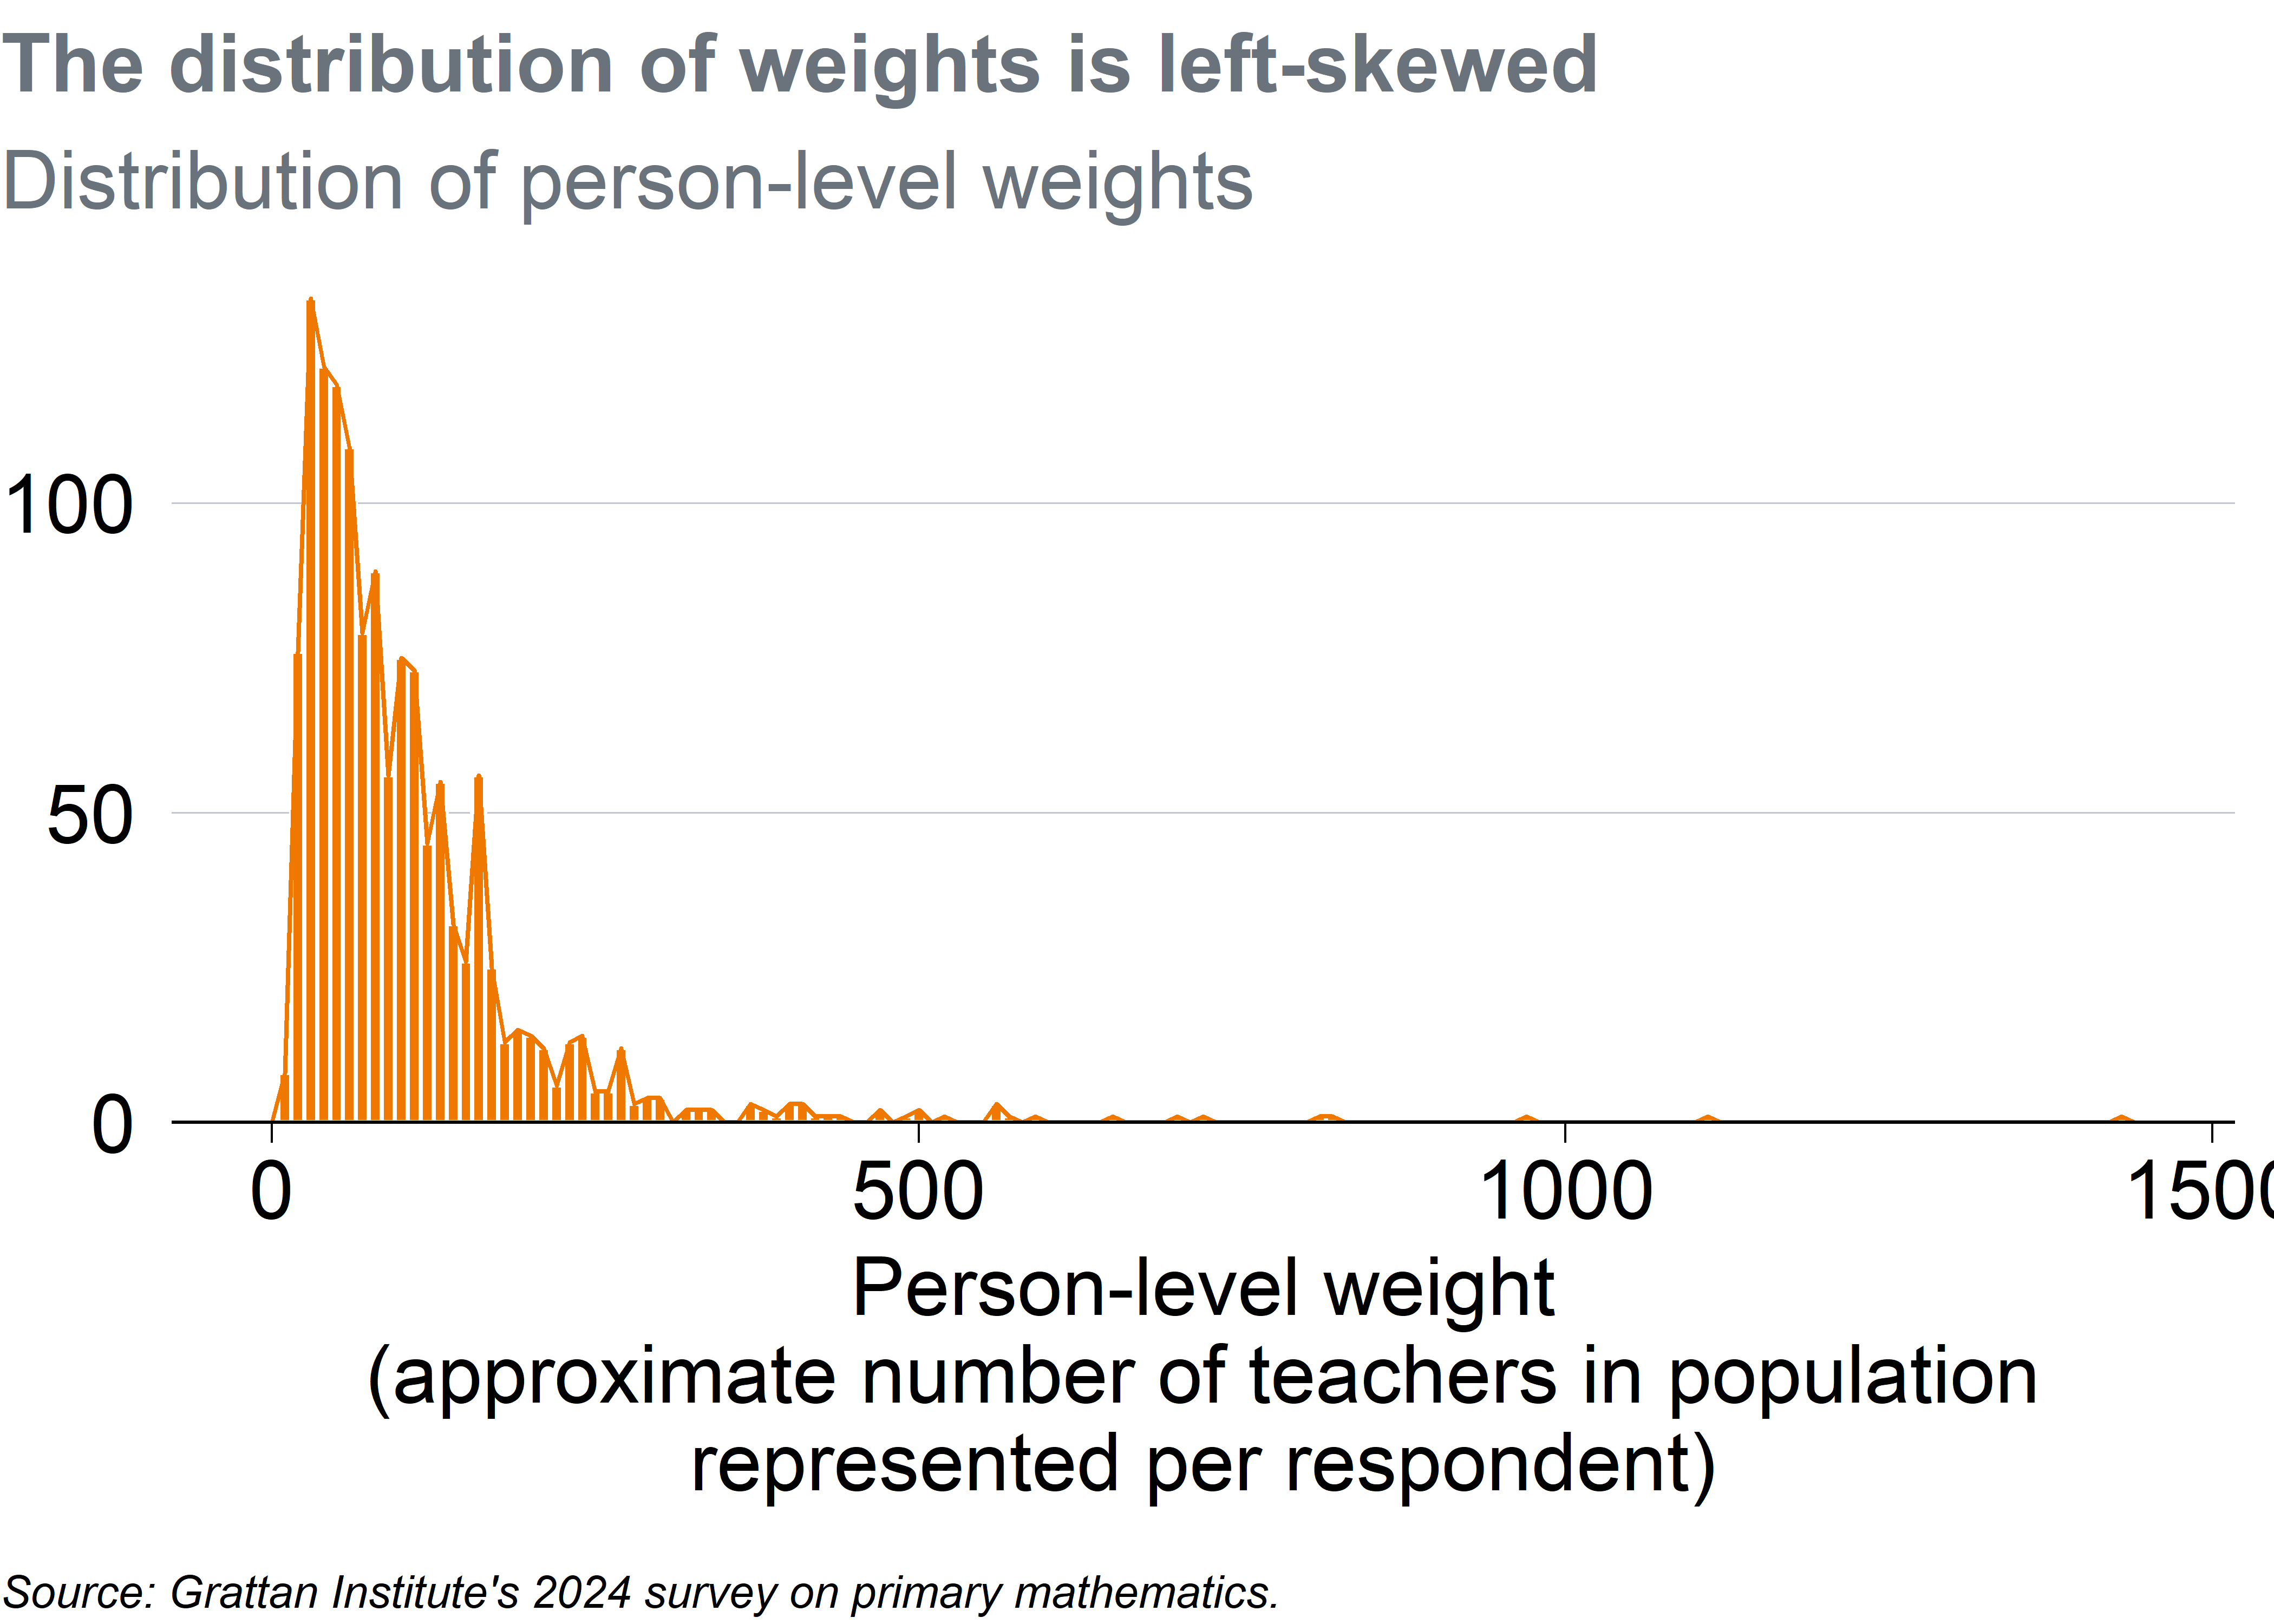 The distribution of weights is left-skewed
Distribution of person-level weights
100
50
0
0 500 1000 1500
Person-level weight
(approximate number of teachers in population
represented per respondent)
Source: Grattan Institute's 2024 survey on primary mathematics.